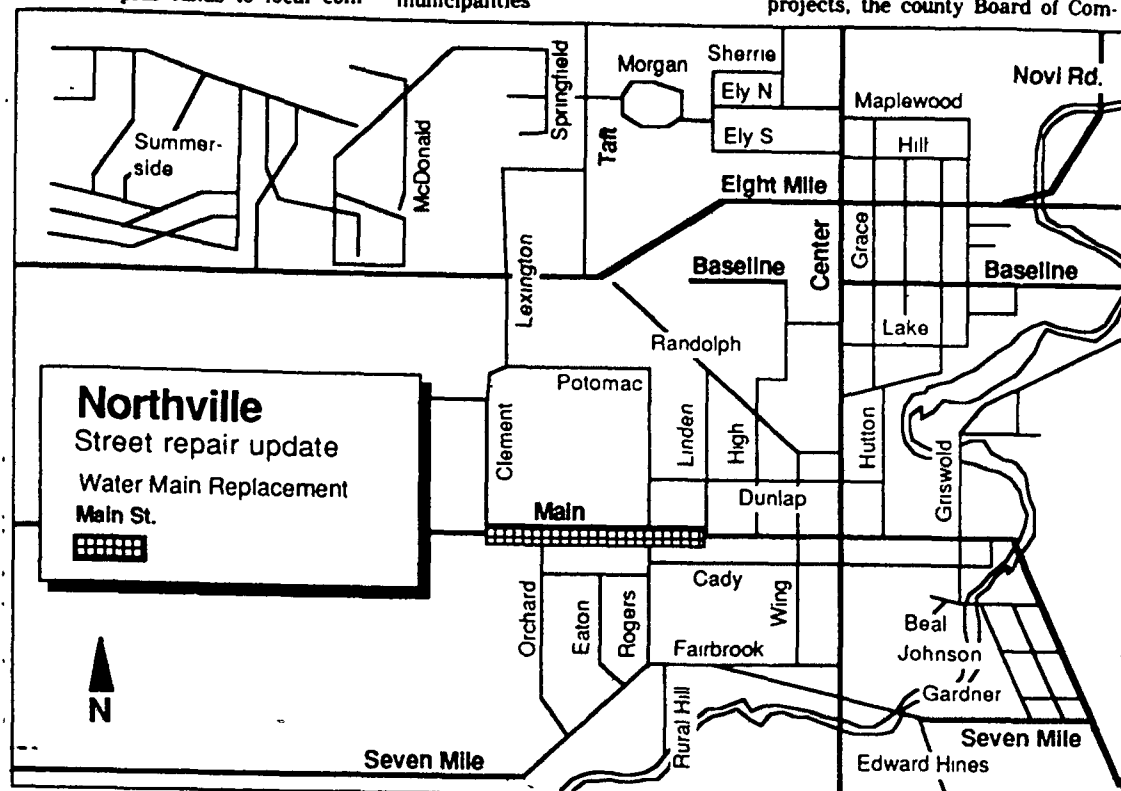 municipalities
projects, the county Board of Com-
Sherrie
Morgan
Novi Rd.
Ely N
Maplewood
Springfield
Summer-
side
Taft
Ely S
Hill
McDonald
Eight Mile
Center
Grace
Lexington
Baseline
Baseline
Lake
Randolph
Potomac
Northville
Street repair update
Water Main Replacement
Main St.
Clement
Linden
High
Hutton
Griswold
Dunlap
Main
Cady
Orchard
Eaton
Rogers
Wing
Beal
Fairbrook
Johnson
N
Gardner
Rural Hill
Seven Mile
Seven Mile
Edward Hines